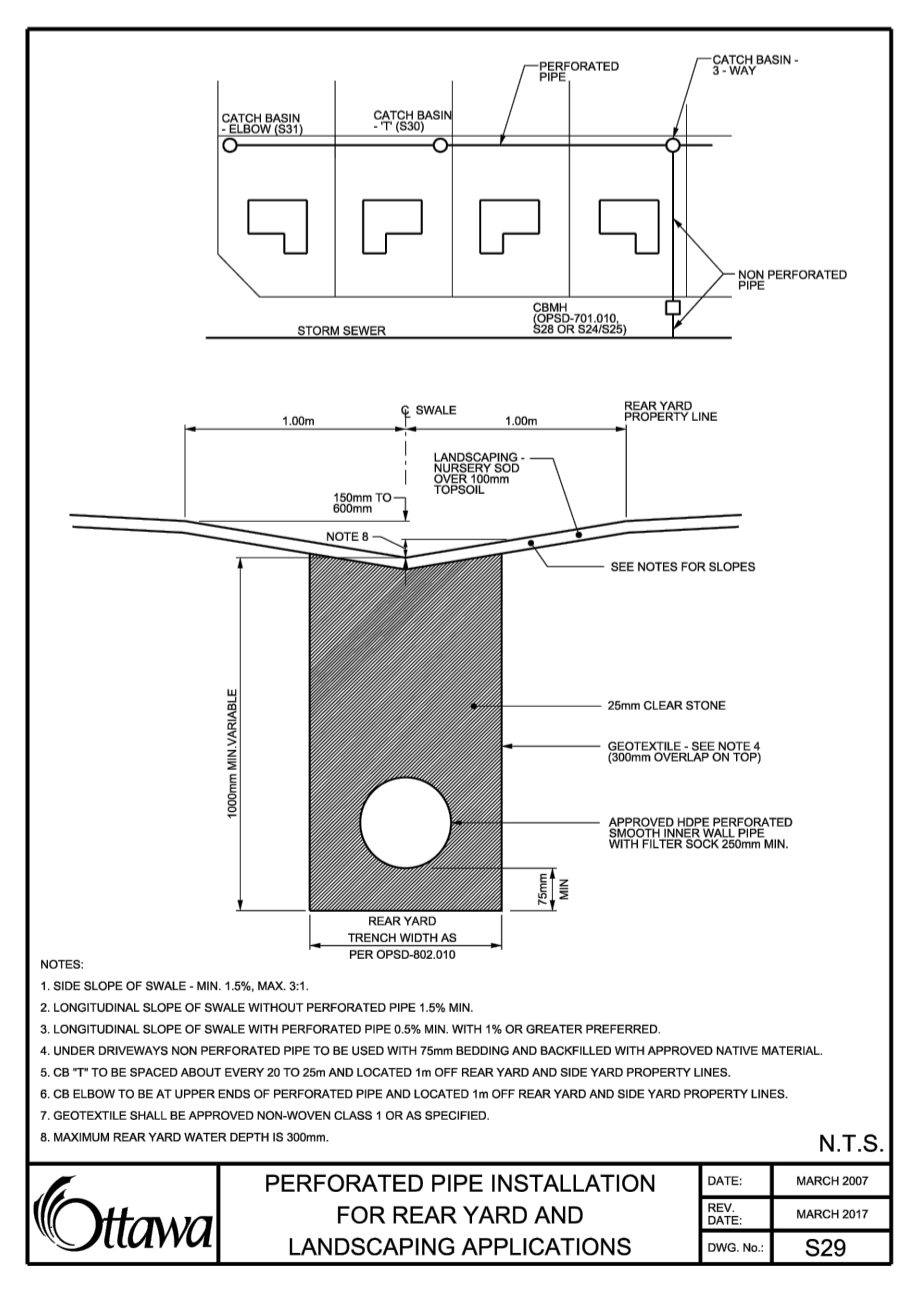 PERFORATED
PIPE
CATCH BASIN -
3 - WAY
CATCH BASIN
- ELBOW (S31)
CATCH BASIN
- 'T' (S30)
NON PERFORATED
PIPE
CBMH
(OPSD-701.010,
S28 OR S24/S25)
STORM SEWER
℄ SWALE
REAR YARD
PROPERTY LINE
1.00m
1.00m
LANDSCAPING -
NURSERY SOD
OVER 100mm
TOPSOIL
150mm TO
600mm
NOTE 8
SEE NOTES FOR SLOPES
1000mm MIN.VARIABLE
25mm CLEAR STONE
GEOTEXTILE - SEE NOTE 4
(300mm OVERLAP ON TOP)
APPROVED HDPE PERFORATED
SMOOTH INNER WALL PIPE
WITH FILTER SOCK 250mm MIN.
75mm
MIN
REAR YARD
TRENCH WIDTH AS
PER OPSD-802.010
NOTES:
1. SIDE SLOPE OF SWALE - MIN. 1.5%, MAX. 3:1.
2. LONGITUDINAL SLOPE OF SWALE WITHOUT PERFORATED PIPE 1.5% MIN.
3. LONGITUDINAL SLOPE OF SWALE WITH PERFORATED PIPE 0.5% MIN. WITH 1% OR GREATER PREFERRED.
4. UNDER DRIVEWAYS NON PERFORATED PIPE TO BE USED WITH 75mm BEDDING AND BACKFILLED WITH APPROVED NATIVE MATERIAL.
5. CB "T" TO BE SPACED ABOUT EVERY 20 TO 25m AND LOCATED 1m OFF REAR YARD AND SIDE YARD PROPERTY LINES.
6. CB ELBOW TO BE AT UPPER ENDS OF PERFORATED PIPE AND LOCATED 1m OFF REAR YARD AND SIDE YARD PROPERTY LINES.
7. GEOTEXTILE SHALL BE APPROVED NON-WOVEN CLASS 1 OR AS SPECIFIED.
8. MAXIMUM REAR YARD WATER DEPTH IS 300mm.
N.T.S.
Ottawa
PERFORATED PIPE INSTALLATION
FOR REAR YARD AND
LANDSCAPING APPLICATIONS
DATE:
MARCH 2007
REV.
DATE:
MARCH 2017
DWG. No.:
S29